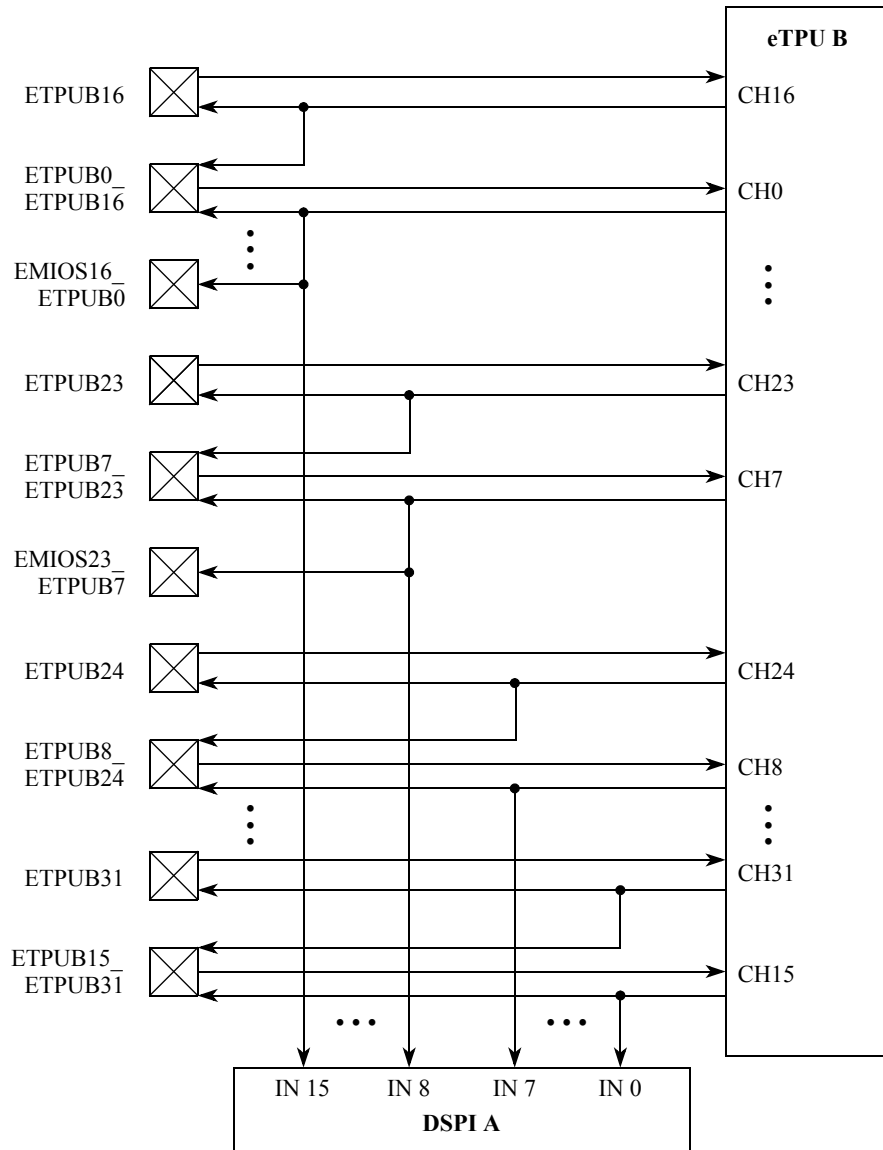 eTPU B
ETPUB16
CH16
ETPUB0_
ETPUB16
CH0
EMIOS16_
ETPUB0
ETPUB23
CH23
ETPUB7_
ETPUB23
CH7
EMIOS23_
ETPUB7
ETPUB24
CH24
ETPUB8_
ETPUB24
CH8
ETPUB31
CH31
ETPUB15_
ETPUB31
CH15
IN 15 IN 8 IN 7 IN 0
DSPI A